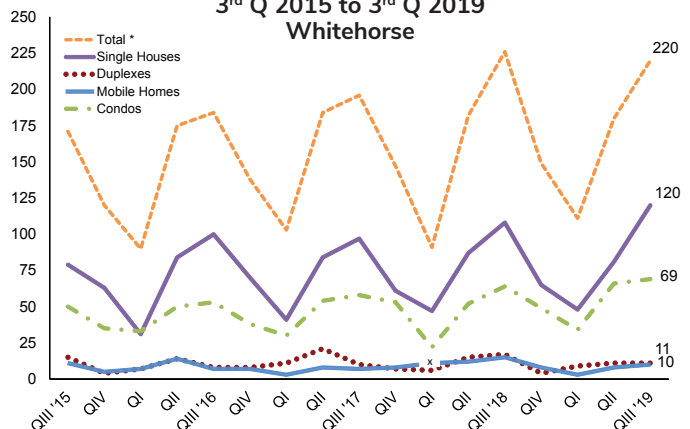 3rd Q 2015 to 3rd Q 2019
Whitehorse
250
225
200
175
150
125
100
75
50
25
0
Total *
Single Houses
Duplexes
Mobile Homes
Condos
220
120
69
11
10
x
QIII '15
QIV
QI
QII
QIII '16
QIV
QI
QII
QIII '17
QIV
QI
QII
QIII '18
QIV
QI
QII
QIII '19